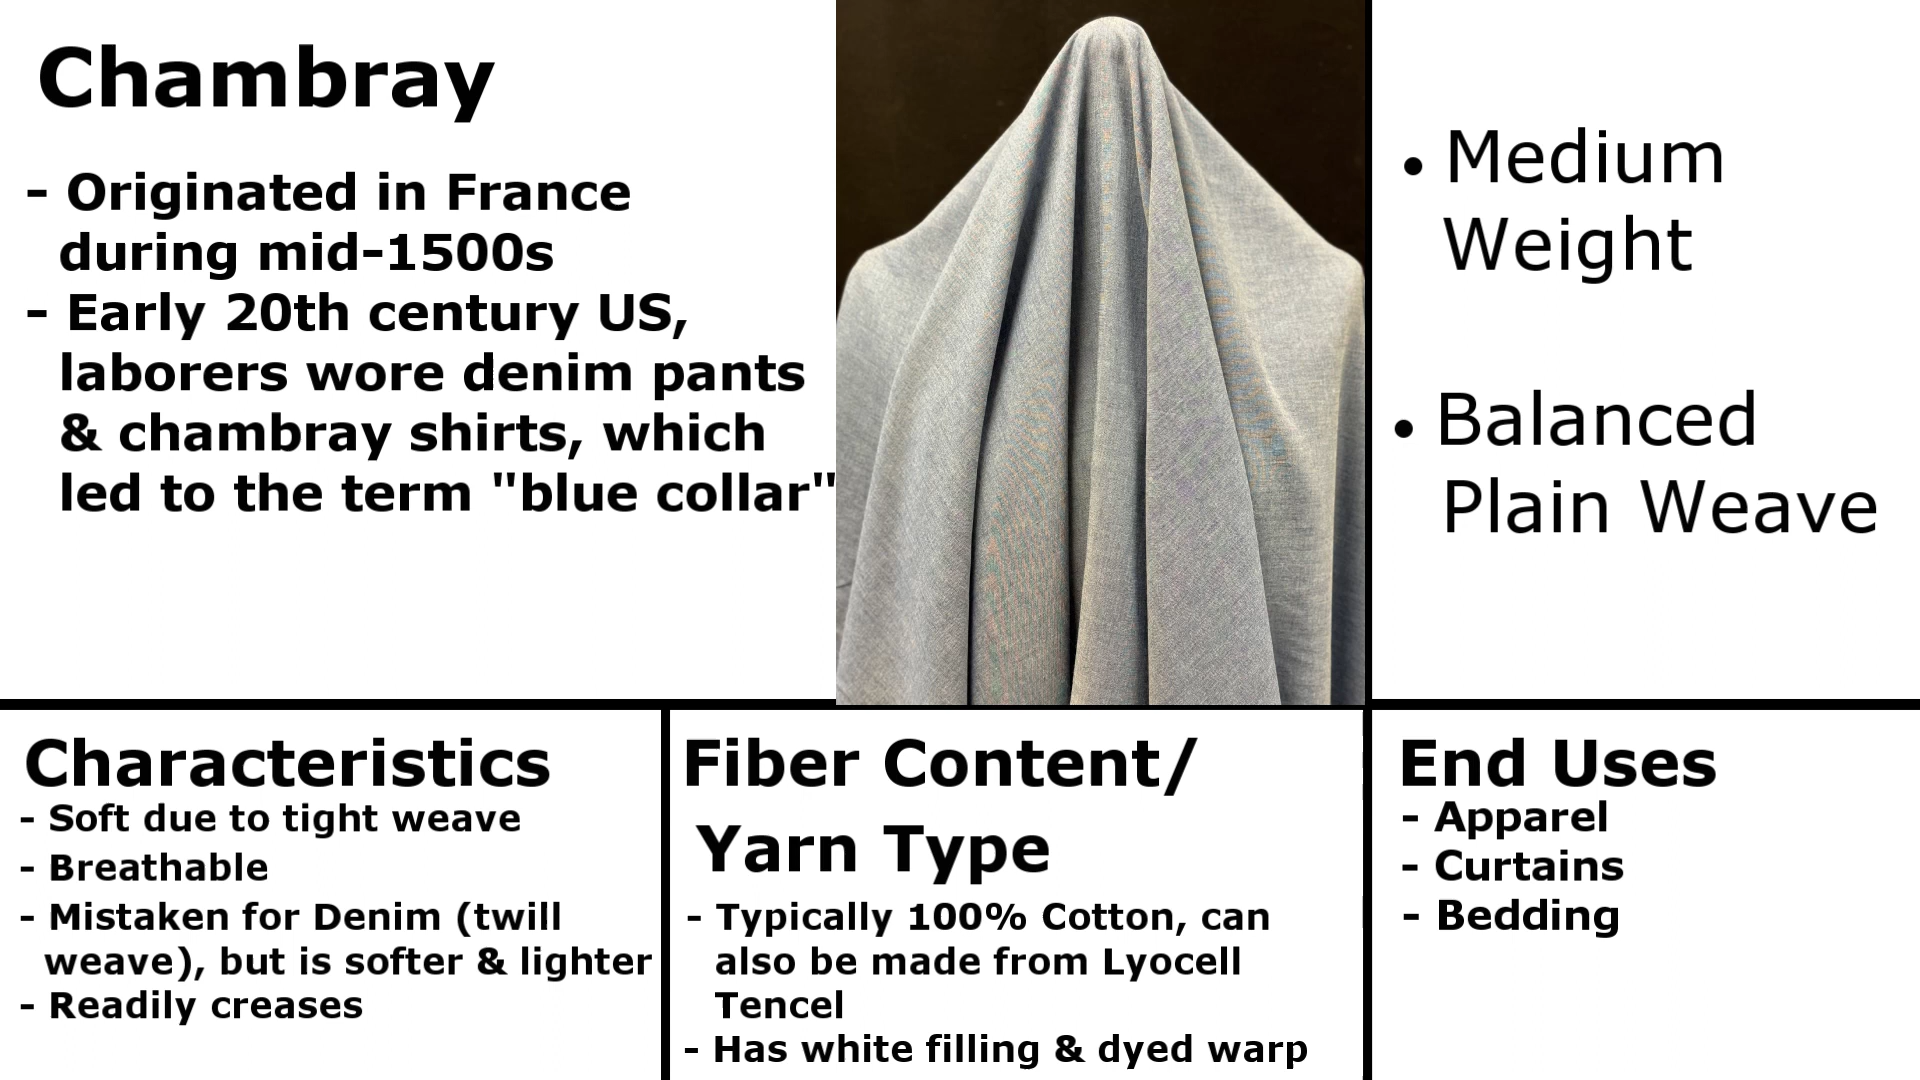 Chambray
- Originated in France
during mid-1500s
- Early 20th century US,
laborers wore denim pants
& chambray shirts, which
led to the term "blue collar"
• Medium
Weight
• Balanced
Plain Weave
Characteristics
- Soft due to tight weave
- Breathable
- Mistaken for Denim (twill
weave), but is softer & lighter
- Readily creases
Fiber Content/
Yarn Type
- Typically 100% Cotton, can
also be made from Lyocell
Tencel
- Has white filling & dyed warp
End Uses
- Apparel
- Curtains
- Bedding